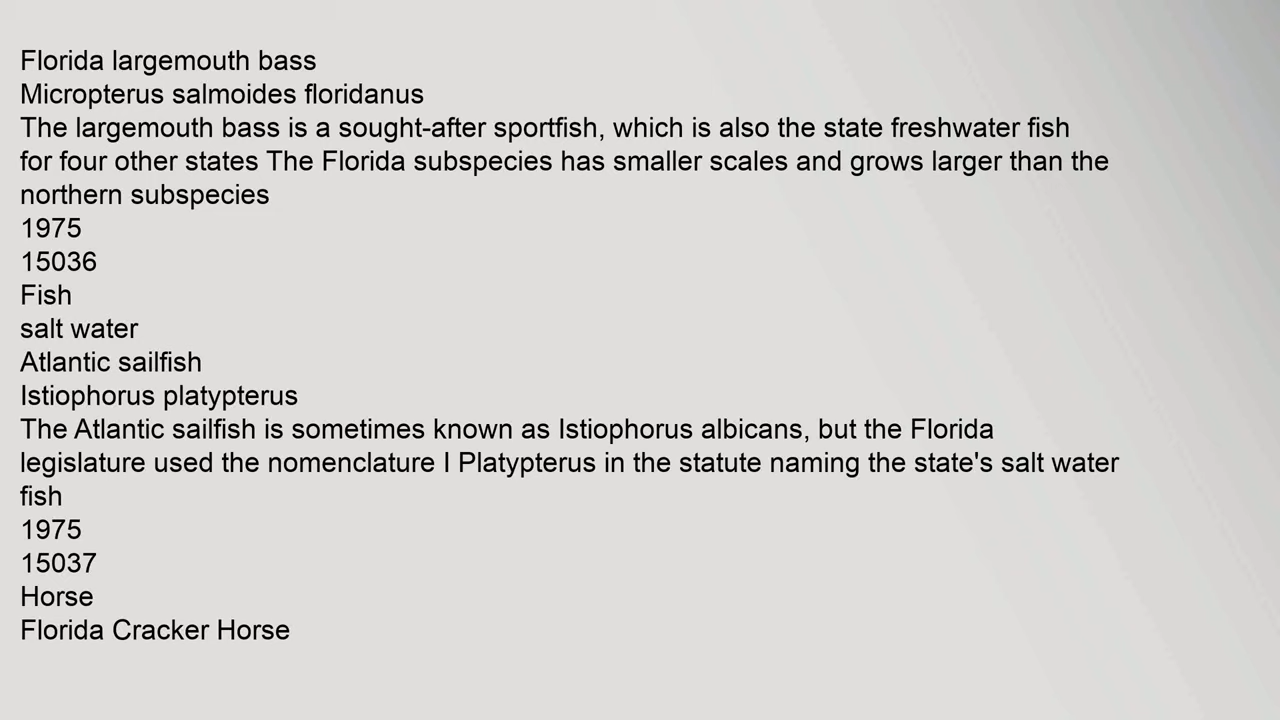 Florida largemouth bass
Micropterus salmoides floridanus
The largemouth bass is a sought-after sportfish, which is also the state freshwater fish
for four other states The Florida subspecies has smaller scales and grows larger than the
northern subspecies
1975
15036
Fish
salt water
Atlantic sailfish
Istiophorus platypterus
The Atlantic sailfish is sometimes known as Istiophorus albicans, but the Florida
legislature used the nomenclature I Platypterus in the statute naming the state's salt water
fish
1975
15037
Horse
Florida Cracker Horse